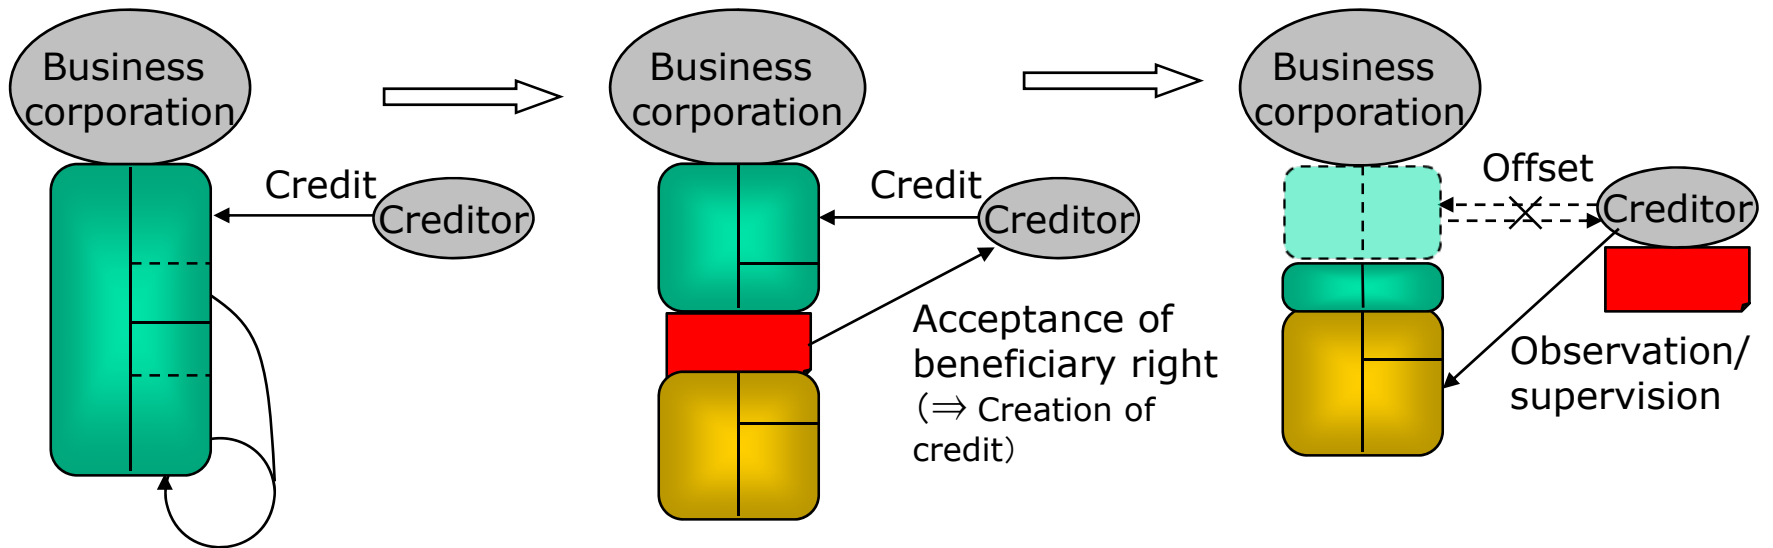 Business
corporation
Credit
Creditor
Business
corporation
Credit
Creditor
Acceptance of
beneficiary right
(⇒ Creation of
credit)
Business
corporation
Offset
Creditor
Observation/
supervision